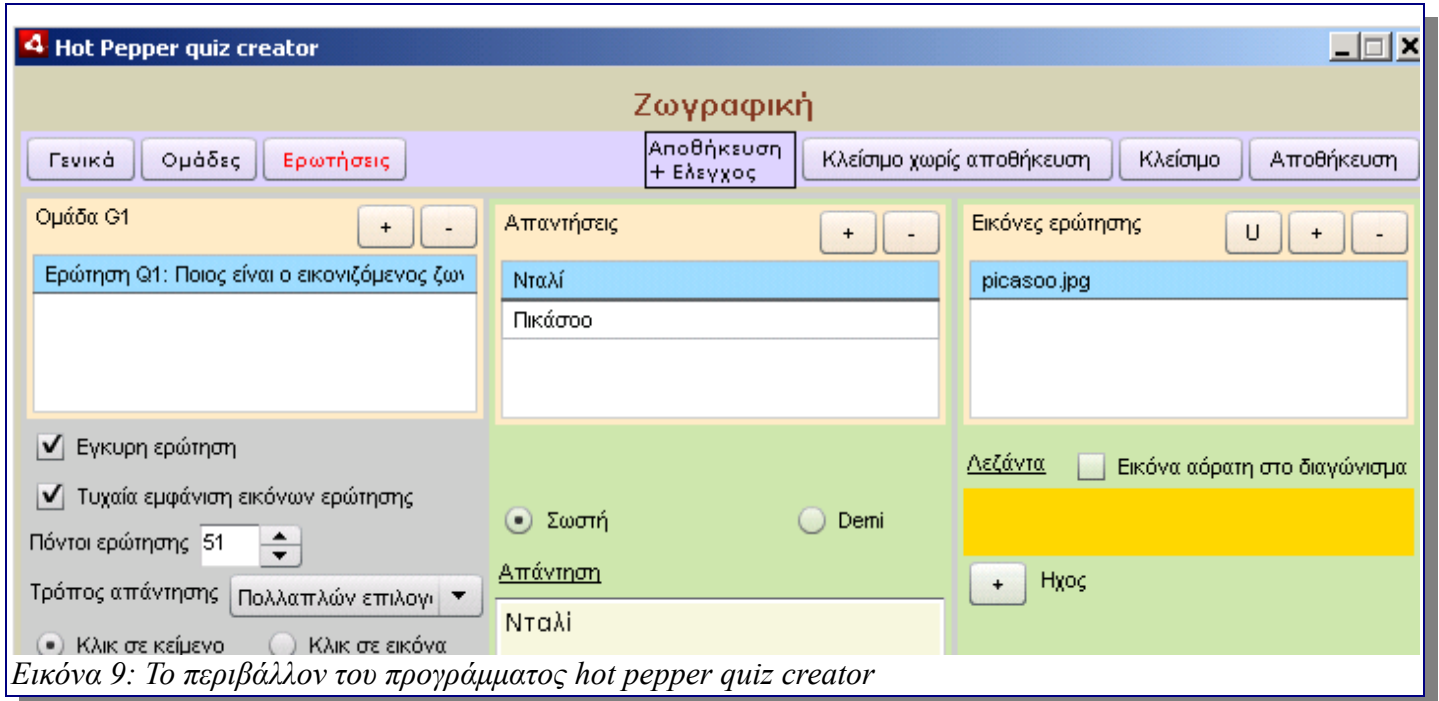 Hot Pepper quiz creator
Ζωγραφική
Γενικά Ομάδες Ερωτήσεις Αποθήκευση + Ελεγχος Κλείσιμο χωρίς αποθήκευση Κλείσιμο Αποθήκευση
Ομάδα G1 + -
Ερώτηση Q1: Ποιος είναι ο εικονιζόμενος ζων
Εγκυρη ερώτηση
Τυχαία εμφάνιση εικόνων ερώτησης
Πόντοι ερώτησης 51
Τρόπος απάντησης Πολλαπλών επιλογι
Κλικ σε κείμενο Κλικ σε εικόνα
Απαντήσεις + -
Νταλί
Πικάσοο
Σωστή Demi
Απάντηση
Νταλί
Εικόνες ερώτησης U + -
picasoo.jpg
Λεζάντα Εικόνα αόρατη στο διαγώνισμα
+ Ηχος
Εικόνα 9: Το περιβάλλον του προγράμματος hot pepper quiz creator